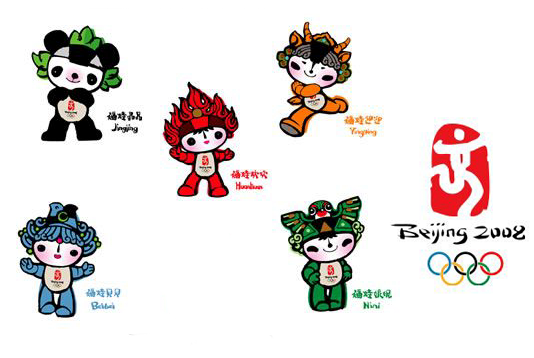 福娃晶晶
Jingjing
福娃欢欢
Huanhuan
福娃迎迎
Yingying
福娃贝贝
Beibei
福娃妮妮
Nini
Beijing 2008